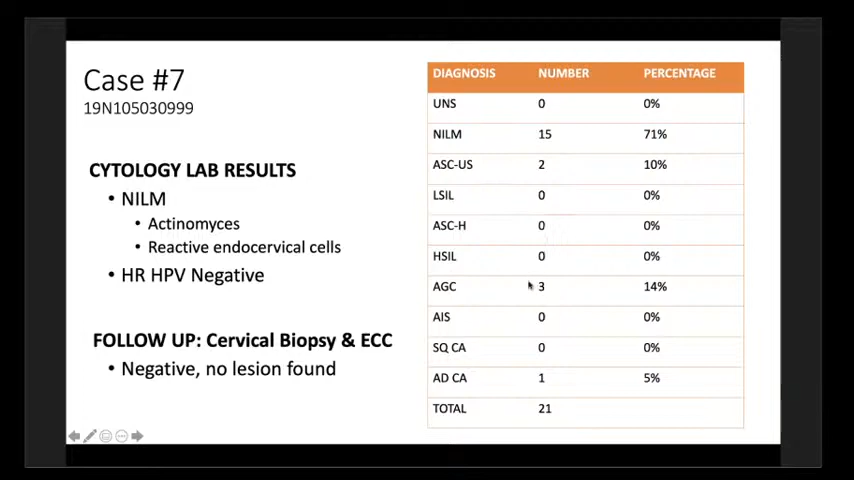 Case #7
19N105030999
CYTOLOGY LAB RESULTS
• NILM
• Actinomyces
• Reactive endocervical cells
• HR HPV Negative
FOLLOW UP: Cervical Biopsy & ECC
• Negative, no lesion found
DIAGNOSIS NUMBER PERCENTAGE
UNS 0 0%
NILM 15 71%
ASC-US 2 10%
LSIL 0 0%
ASC-H 0 0%
HSIL 0 0%
AGC 3 14%
AIS 0 0%
SQ CA 0 0%
AD CA 1 5%
TOTAL 21